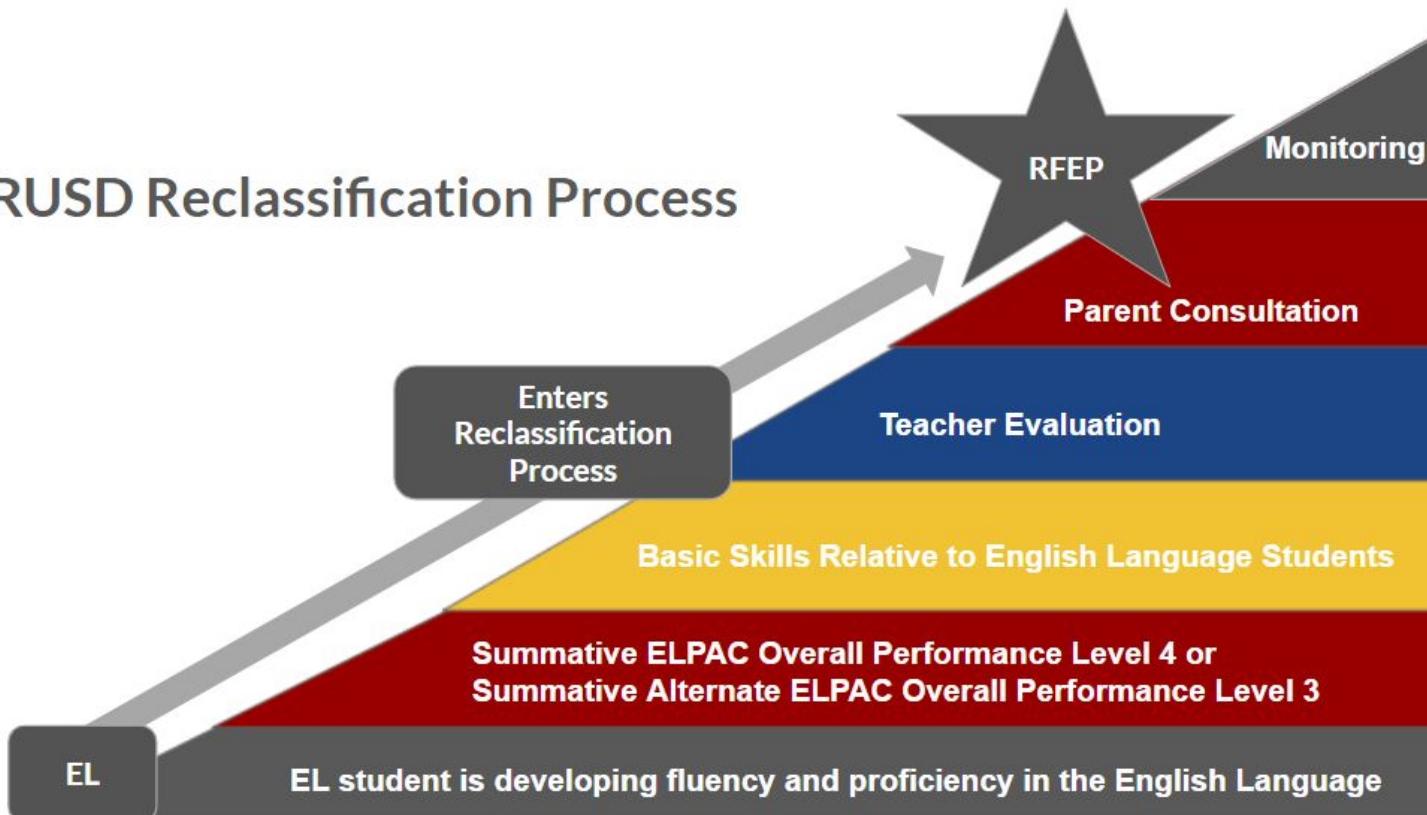 RUSD Reclassification Process
RFEP
Monitoring
Parent Consultation
Enters
Reclassification
Process
Teacher Evaluation
Basic Skills Relative to English Language Students
Summative ELPAC Overall Performance Level 4 or
Summative Alternate ELPAC Overall Performance Level 3
EL
EL student is developing fluency and proficiency in the English Language